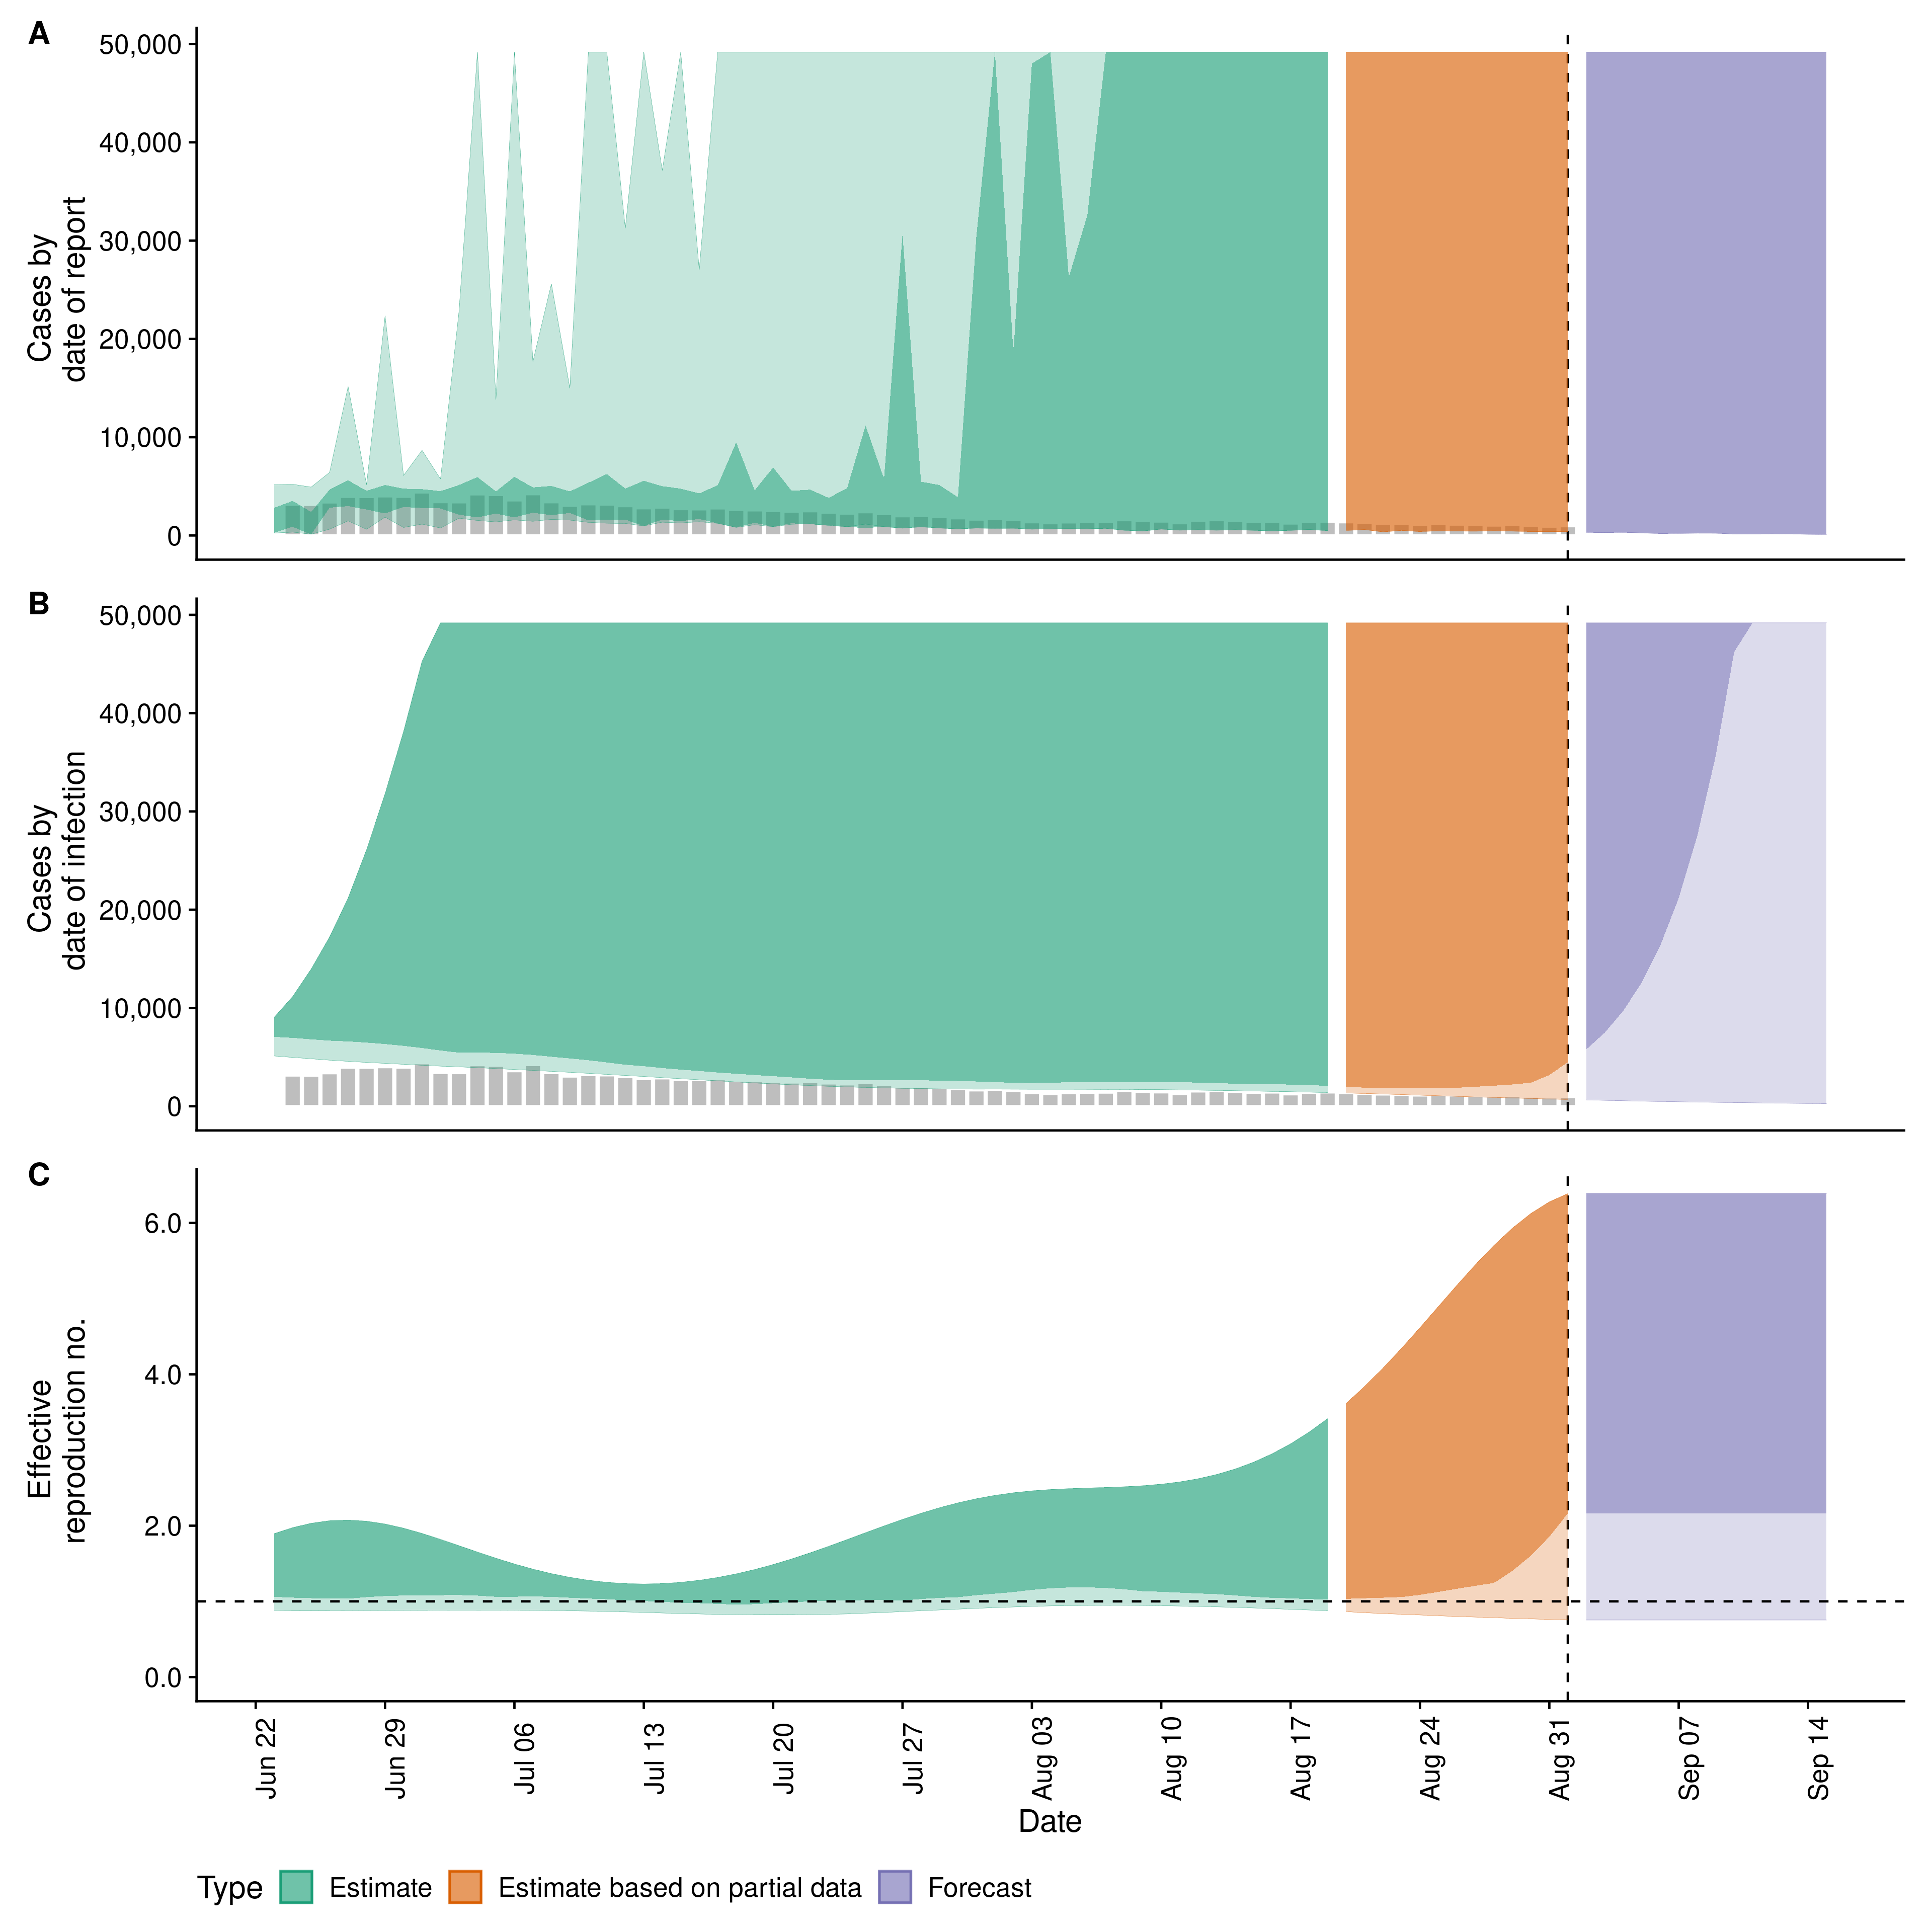 A
50,000
40,000
30,000
20,000
10,000
0
Cases by
date of report
B
50,000
40,000
30,000
20,000
10,000
0
Cases by
date of infection
C
6.0
4.0
2.0
0.0
Effective
reproduction no.
Jun 22
Jun 29
Jul 06
Jul 13
Jul 20
Jul 27
Aug 03
Aug 10
Aug 17
Aug 24
Aug 31
Sep 07
Sep 14
Date
Type Estimate Estimate based on partial data Forecast